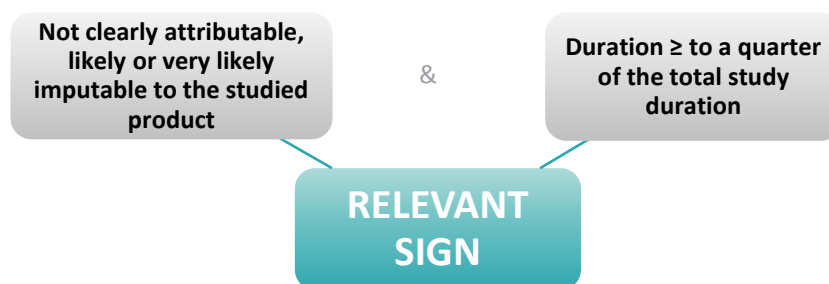 Not clearly attributable,
likely or very likely
imputable to the studied
product
&
Duration ≥ to a quarter
of the total study
duration
RELEVANT
SIGN